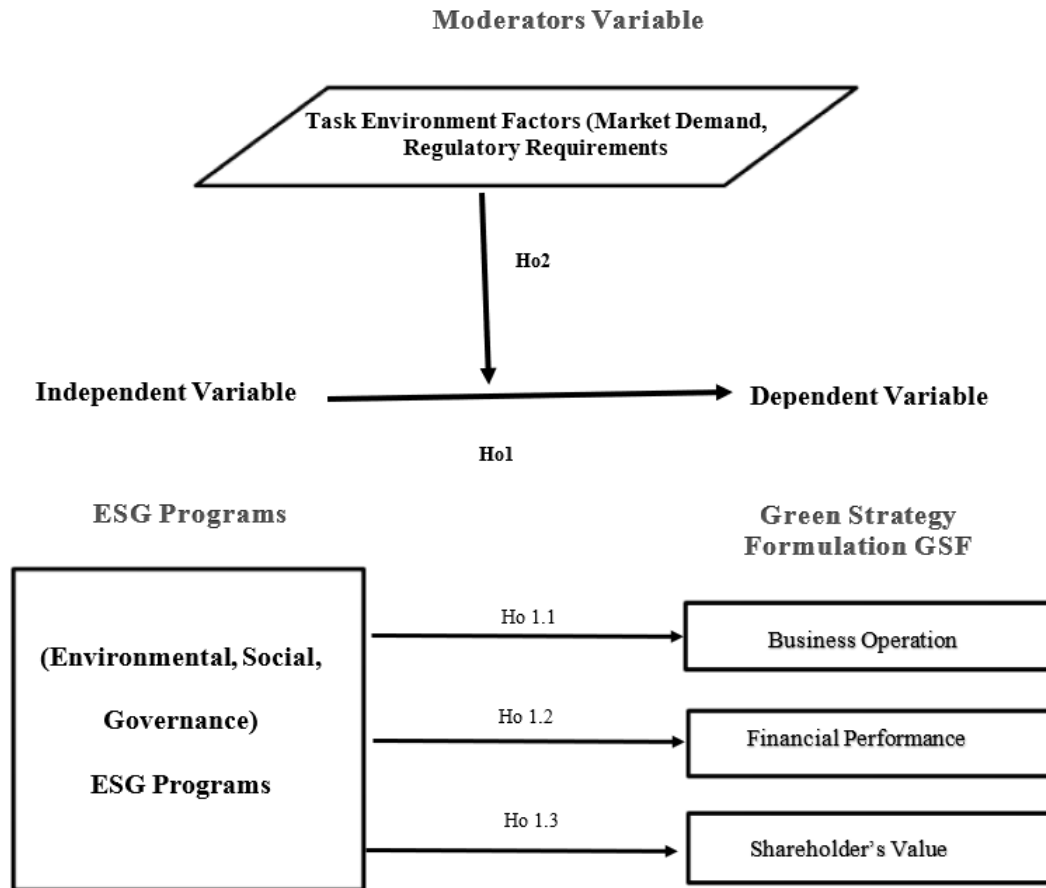 Moderators Variable
Task Environment Factors (Market Demand,
Regulatory Requirements
Ho2
Independent Variable
Dependent Variable
Ho1
ESG Programs
Green Strategy
Formulation GSF
(Environmental, Social,
Governance)
ESG Programs
Ho 1.1
Business Operation
Ho 1.2
Financial Performance
Ho 1.3
Shareholder's Value